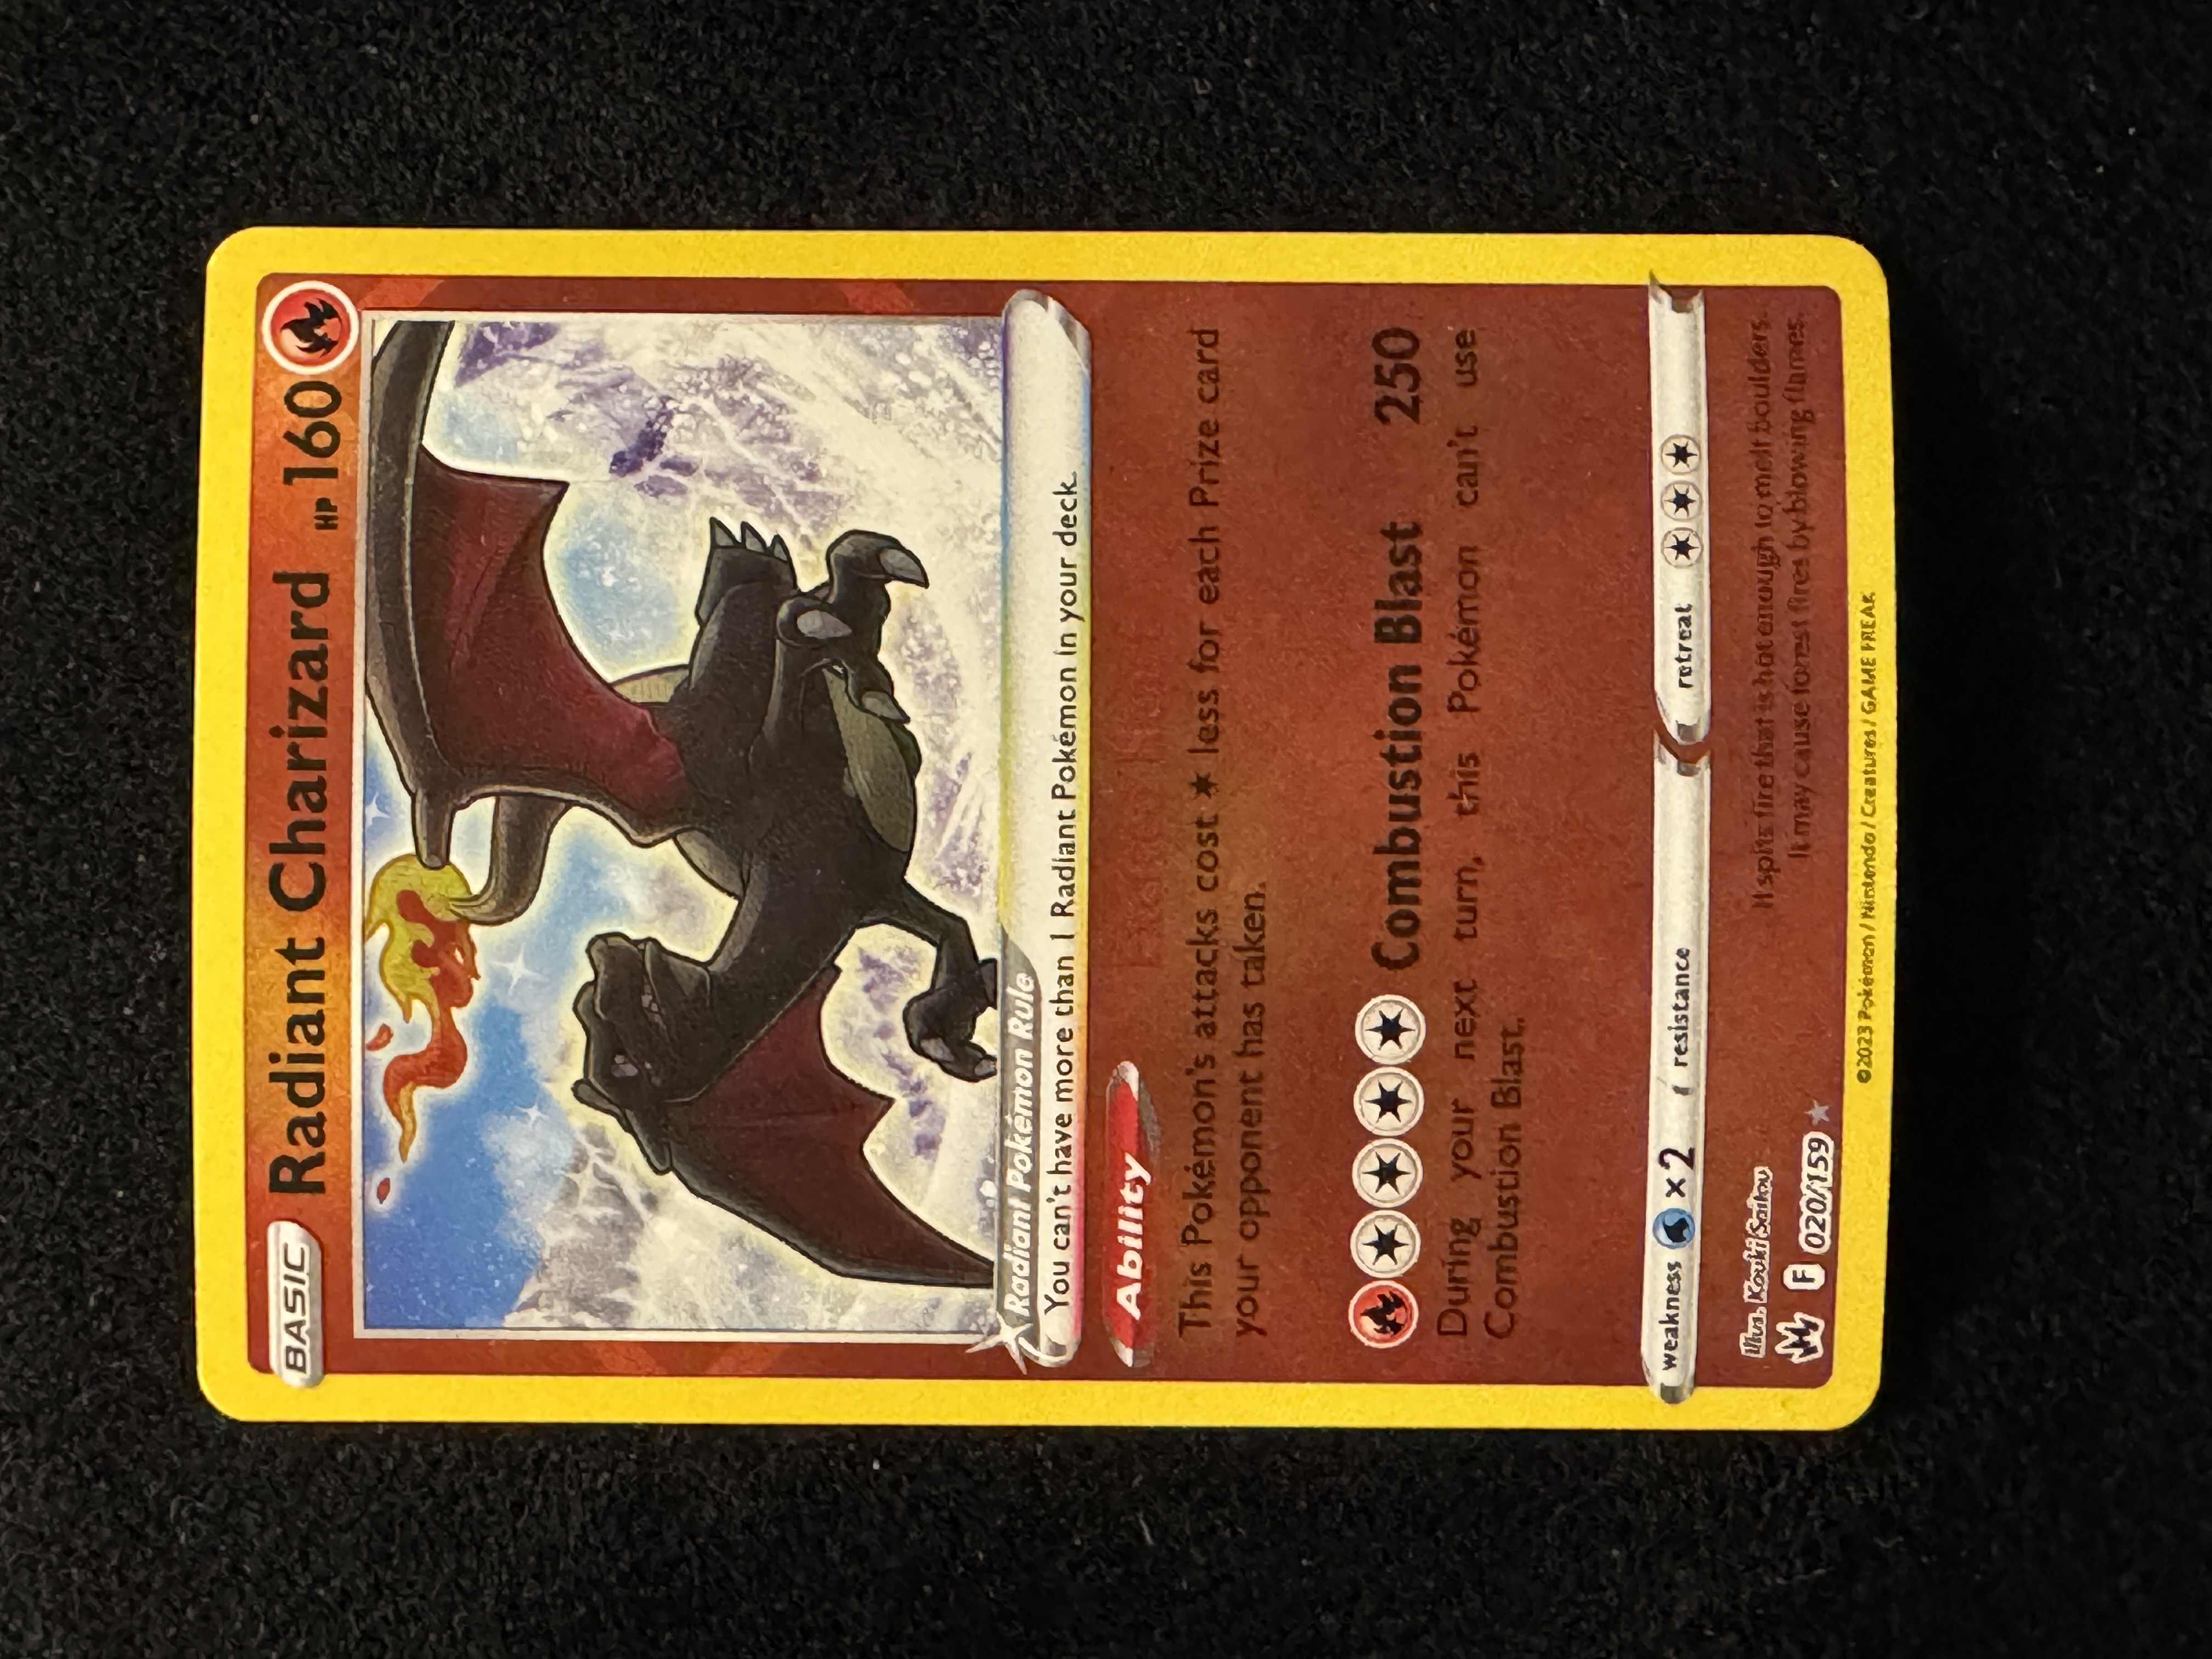 BASIC Radiant Charizard HP 160
Radiant Pokémon Rule
You can't have more than 1 Radiant Pokémon in your deck.
Ability Excited Heart
This Pokémon's attacks cost less for each Prize card
your opponent has taken.
Combustion Blast 250
During your next turn, this Pokémon can't use
Combustion Blast.
weakness ×2 resistance retreat
Illus. Kouki Saitou
It spits fire that is hot enough to melt boulders.
It may cause forest fires by blowing flames.
F 020/159
©2023 Pokémon / Nintendo / Creatures / GAME FREAK